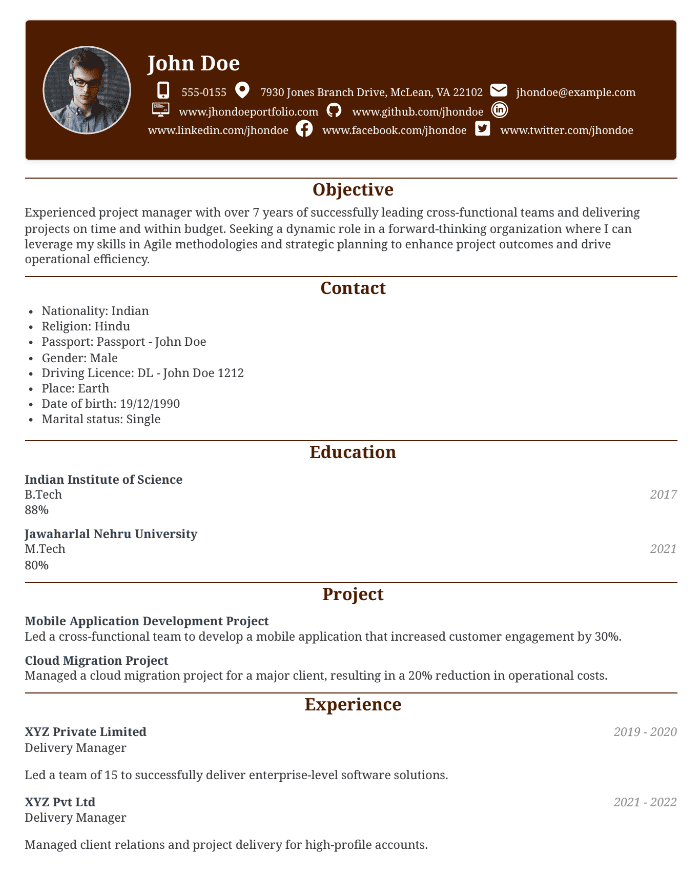 John Doe
555-0155 7930 Jones Branch Drive, McLean, VA 22102 jhondoe@example.com
www.jhondoeportfolio.com www.github.com/jhondoe
www.linkedin.com/jhondoe www.facebook.com/jhondoe www.twitter.com/jhondoe
Objective
Experienced project manager with over 7 years of successfully leading cross-functional teams and delivering
projects on time and within budget. Seeking a dynamic role in a forward-thinking organization where I can
leverage my skills in Agile methodologies and strategic planning to enhance project outcomes and drive
operational efficiency.
Contact
• Nationality: Indian
• Religion: Hindu
• Passport: Passport - John Doe
• Gender: Male
• Driving Licence: DL - John Doe 1212
• Place: Earth
• Date of birth: 19/12/1990
• Marital status: Single
Education
Indian Institute of Science
B.Tech 2017
88%
Jawaharlal Nehru University
M.Tech 2021
80%
Project
Mobile Application Development Project
Led a cross-functional team to develop a mobile application that increased customer engagement by 30%.
Cloud Migration Project
Managed a cloud migration project for a major client, resulting in a 20% reduction in operational costs.
Experience
XYZ Private Limited 2019 - 2020
Delivery Manager
Led a team of 15 to successfully deliver enterprise-level software solutions.
XYZ Pvt Ltd 2021 - 2022
Delivery Manager
Managed client relations and project delivery for high-profile accounts.